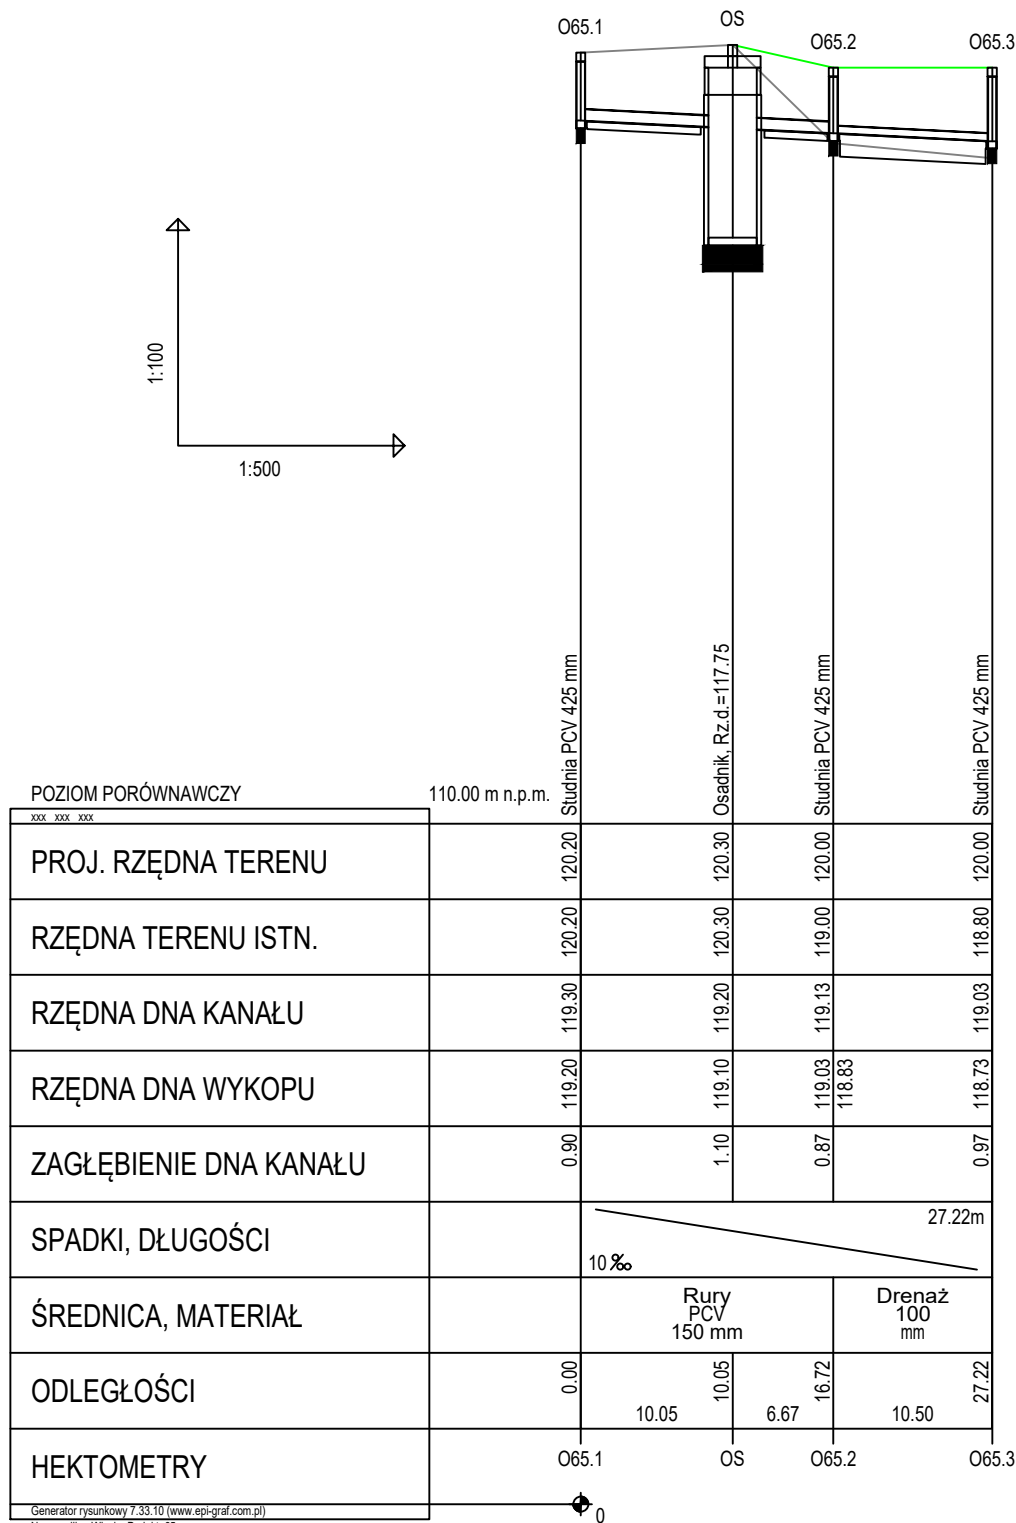 O65.1
OS
O65.2
O65.3
1:100
1:500
Studnia PCV 425 mm
Osadnik, Rz.d.=117.75
Studnia PCV 425 mm
Studnia PCV 425 mm
POZIOM PORÓWNAWCZY 110.00 m n.p.m.
xxx xxx xxx
PROJ. RZĘDNA TERENU 120.20 120.30 120.00 120.00
RZĘDNA TERENU ISTN. 120.20 120.30 119.00 118.80
RZĘDNA DNA KANAŁU 119.30 119.20 119.13 119.03
RZĘDNA DNA WYKOPU 119.20 119.10 119.03 118.83 118.73
ZAGŁĘBIENIE DNA KANAŁU 0.90 1.10 0.87 0.97
SPADKI, DŁUGOŚCI 10 ‰ 27.22m
ŚREDNICA, MATERIAŁ
Rury
PCV
150 mm
Drenaż
100
mm
ODLEGŁOŚCI 0.00 10.05 16.72 27.22
10.05 6.67 10.50
HEKTOMETRY
O65.1 OS O65.2 O65.3
Generator rysunkowy 7.33.10 (www.epi-graf.com.pl)
0